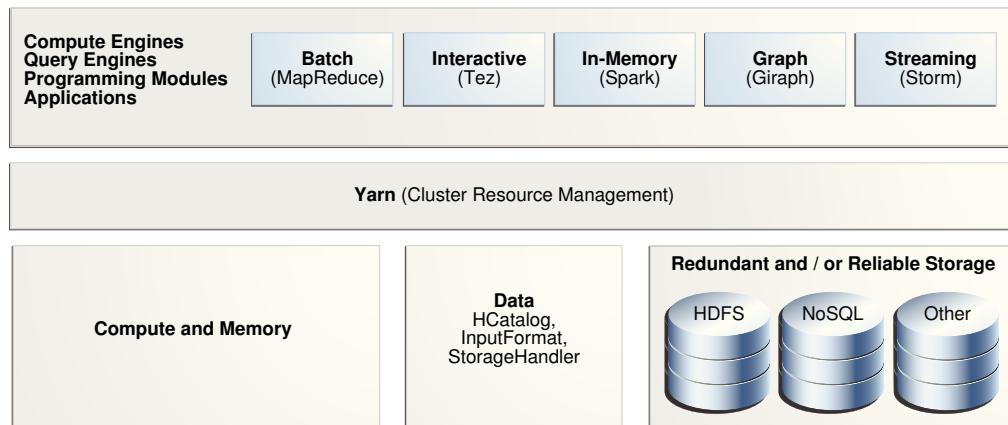 Compute Engines
Query Engines
Programming Modules
Applications
Batch
(MapReduce)
Interactive
(Tez)
In-Memory
(Spark)
Graph
(Giraph)
Streaming
(Storm)
Yarn (Cluster Resource Management)
Compute and Memory
Data
HCatalog,
InputFormat,
StorageHandler
Redundant and / or Reliable Storage
HDFS
NoSQL
Other